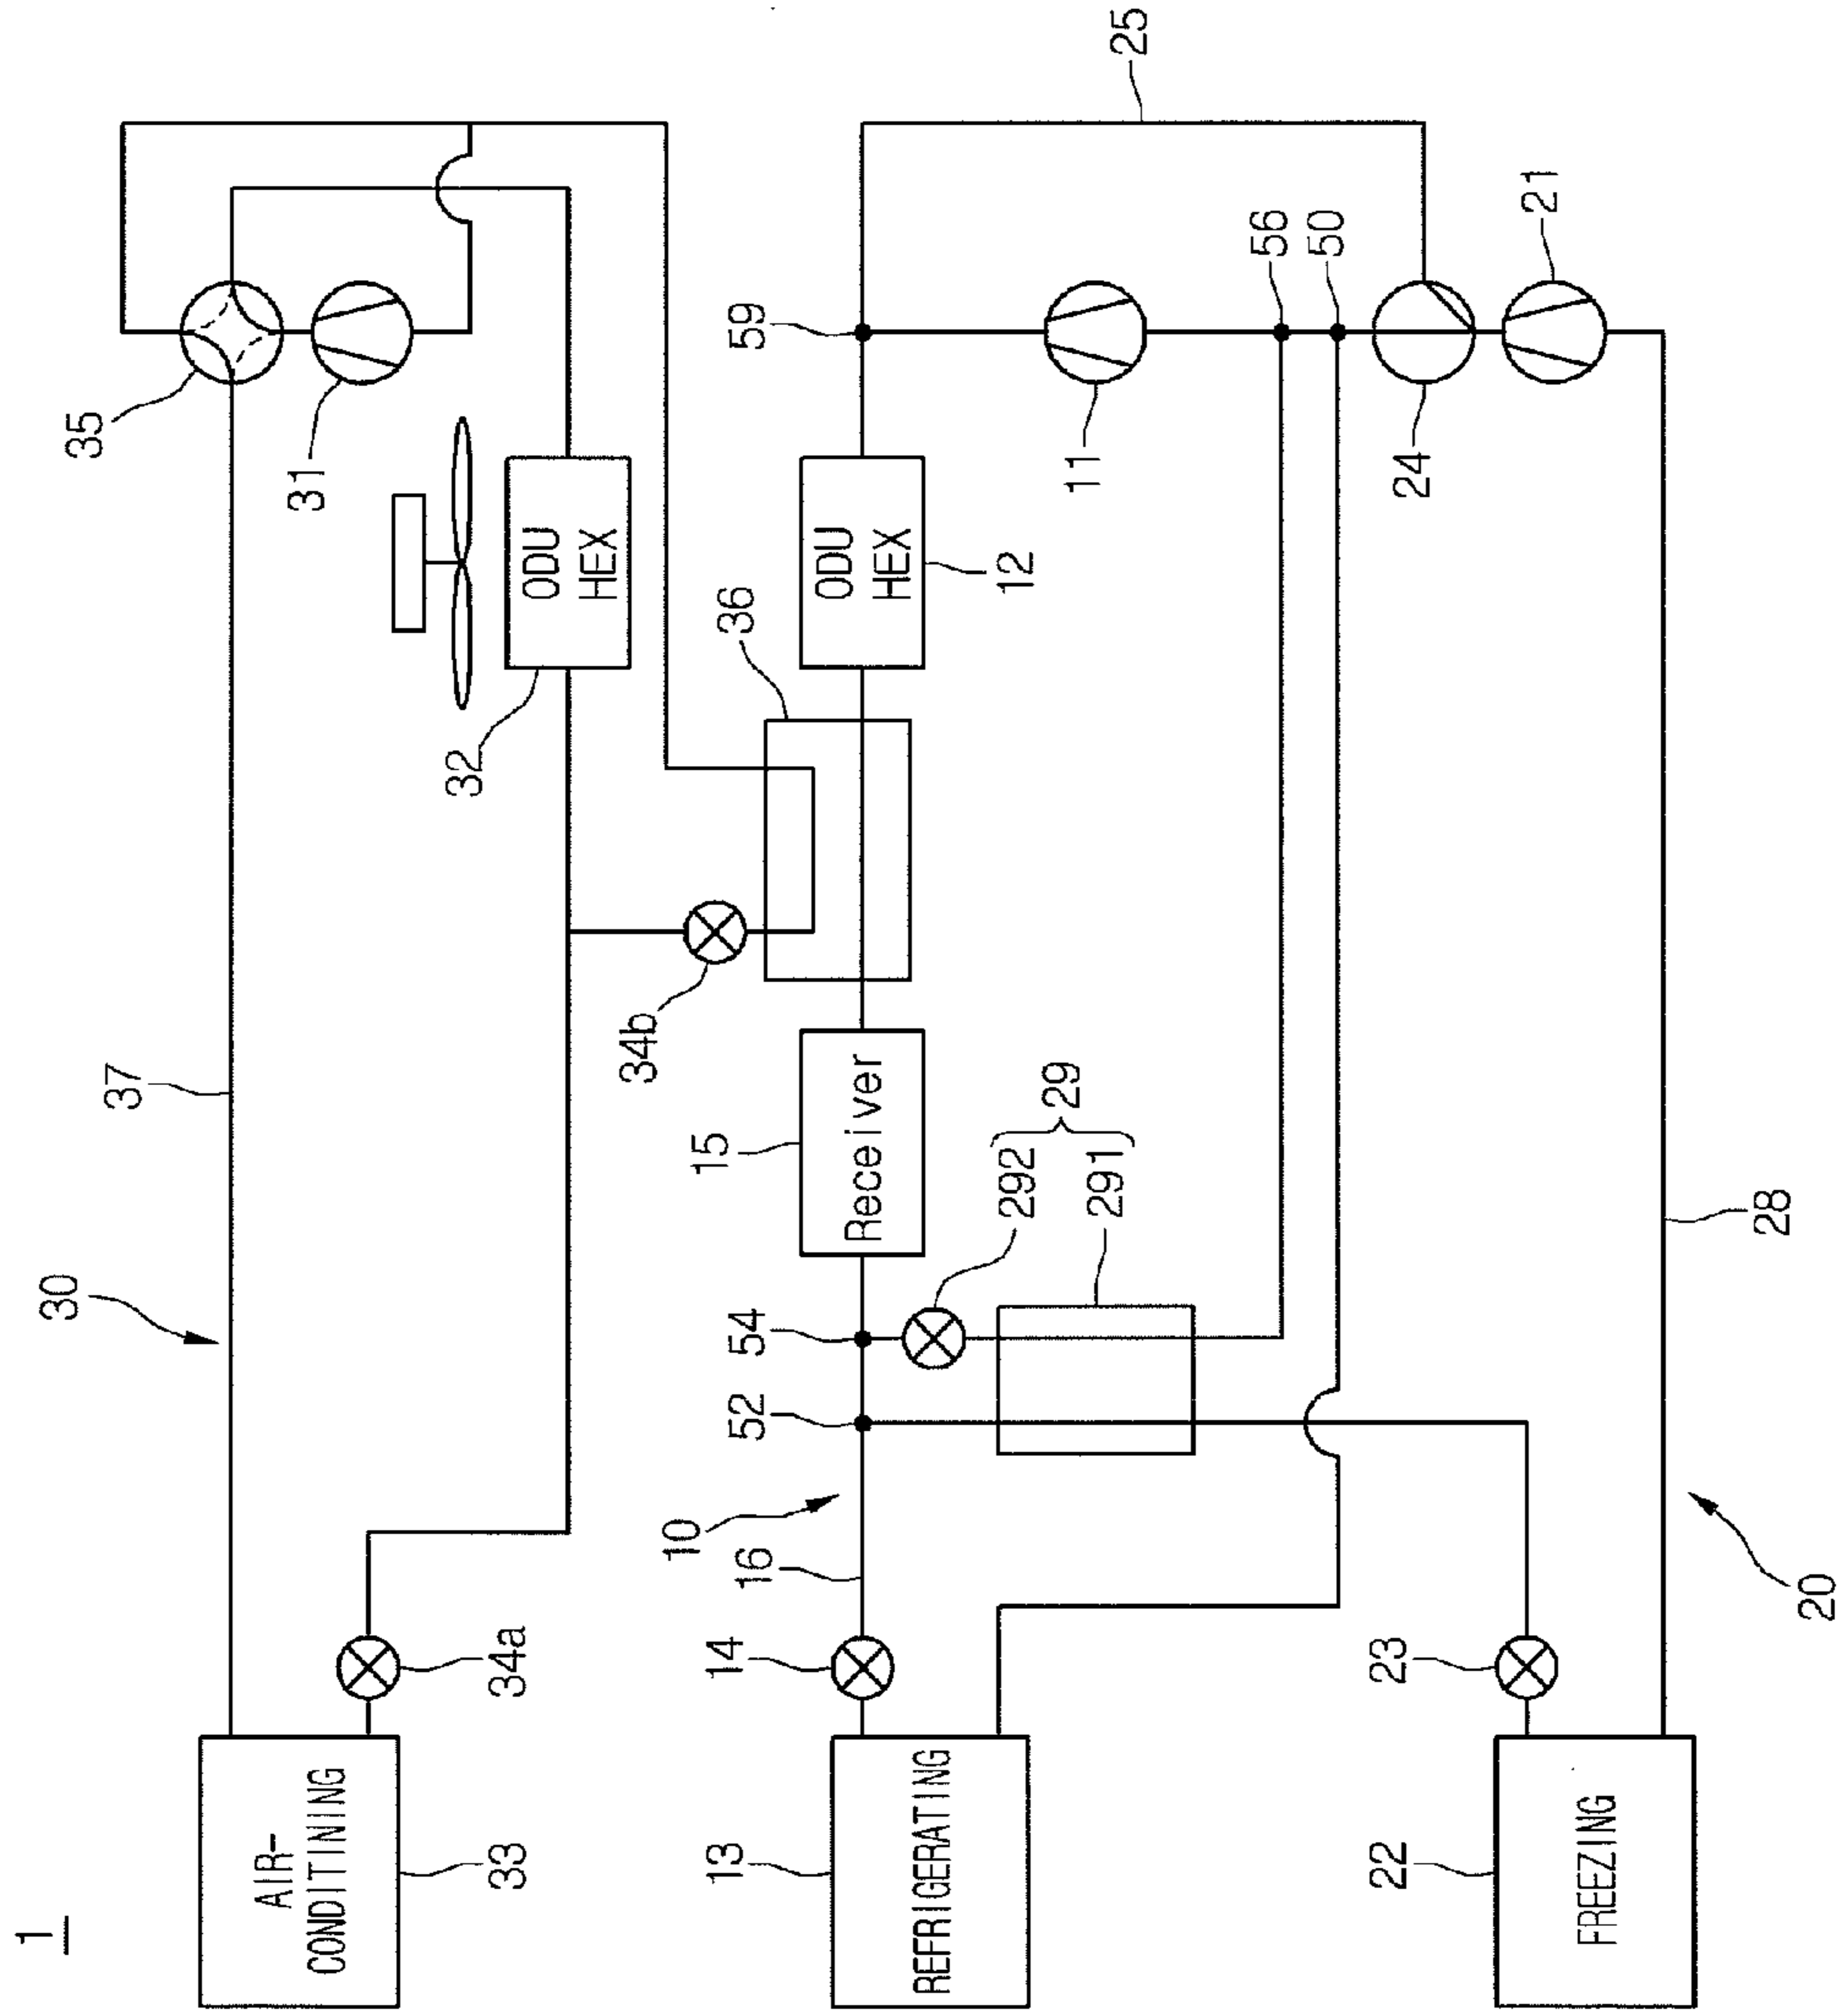 1
30
35
37
AIR-
CONDITINING
31
32
ODU
HEX
33
34a
34b
10
15
36
13
14
16
52
54
59
Receiver
ODU
HEX
REFRIGERATING
12
292
29
291
11
25
56
50
22
23
24
21
FREEZING
28
20